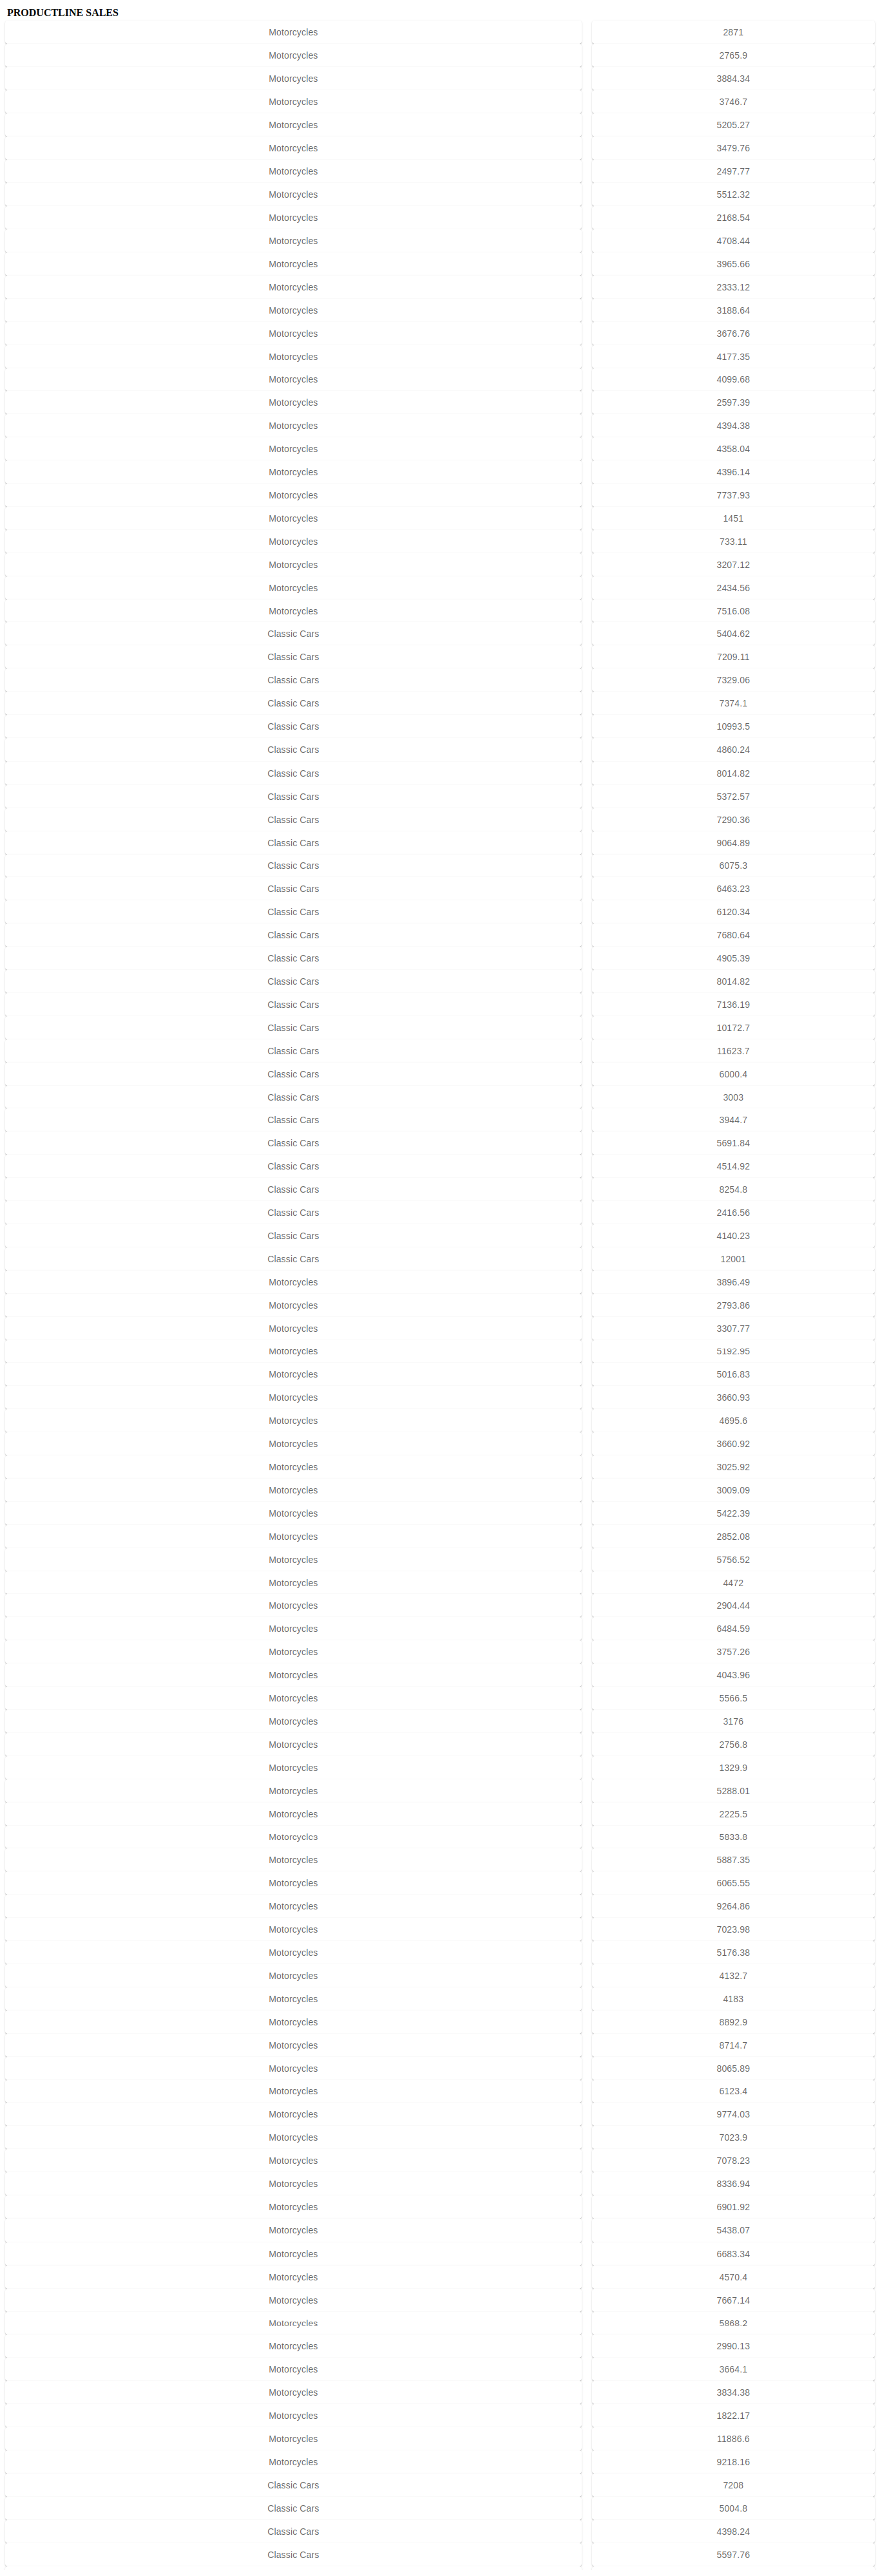 PRODUCTLINE SALES
Motorcycles 2871
Motorcycles 2765.9
Motorcycles 3884.34
Motorcycles 3746.7
Motorcycles 5205.27
Motorcycles 3479.76
Motorcycles 2497.77
Motorcycles 5512.32
Motorcycles 2168.54
Motorcycles 4708.44
Motorcycles 3965.66
Motorcycles 2333.12
Motorcycles 3188.64
Motorcycles 3676.76
Motorcycles 4177.35
Motorcycles 4099.68
Motorcycles 2597.39
Motorcycles 4394.38
Motorcycles 4358.04
Motorcycles 4396.14
Motorcycles 7737.93
Motorcycles 1451
Motorcycles 733.11
Motorcycles 3207.12
Motorcycles 2434.56
Motorcycles 7516.08
Classic Cars 5404.62
Classic Cars 7209.11
Classic Cars 7329.06
Classic Cars 7374.1
Classic Cars 10993.5
Classic Cars 4860.24
Classic Cars 8014.82
Classic Cars 5372.57
Classic Cars 7290.36
Classic Cars 9064.89
Classic Cars 6075.3
Classic Cars 6463.23
Classic Cars 6120.34
Classic Cars 7680.64
Classic Cars 4905.39
Classic Cars 8014.82
Classic Cars 7136.19
Classic Cars 10172.7
Classic Cars 11623.7
Classic Cars 6000.4
Classic Cars 3003
Classic Cars 3944.7
Classic Cars 5691.84
Classic Cars 4514.92
Classic Cars 8254.8
Classic Cars 2416.56
Classic Cars 4140.23
Classic Cars 12001
Motorcycles 3896.49
Motorcycles 2793.86
Motorcycles 3307.77
Motorcycles 5192.95
Motorcycles 5016.83
Motorcycles 3660.93
Motorcycles 4695.6
Motorcycles 3660.92
Motorcycles 3025.92
Motorcycles 3009.09
Motorcycles 5422.39
Motorcycles 2852.08
Motorcycles 5756.52
Motorcycles 4472
Motorcycles 2904.44
Motorcycles 6484.59
Motorcycles 3757.26
Motorcycles 4043.96
Motorcycles 5566.5
Motorcycles 3176
Motorcycles 2756.8
Motorcycles 1329.9
Motorcycles 5288.01
Motorcycles 2225.5
Motorcycles 5833.8
Motorcycles 5887.35
Motorcycles 6065.55
Motorcycles 9264.86
Motorcycles 7023.98
Motorcycles 5176.38
Motorcycles 4132.7
Motorcycles 4183
Motorcycles 8892.9
Motorcycles 8714.7
Motorcycles 8065.89
Motorcycles 6123.4
Motorcycles 9774.03
Motorcycles 7023.9
Motorcycles 7078.23
Motorcycles 8336.94
Motorcycles 6901.92
Motorcycles 5438.07
Motorcycles 6683.34
Motorcycles 4570.4
Motorcycles 7667.14
Motorcycles 5868.2
Motorcycles 2990.13
Motorcycles 3664.1
Motorcycles 3834.38
Motorcycles 1822.17
Motorcycles 11886.6
Motorcycles 9218.16
Classic Cars 7208
Classic Cars 5004.8
Classic Cars 4398.24
Classic Cars 5597.76